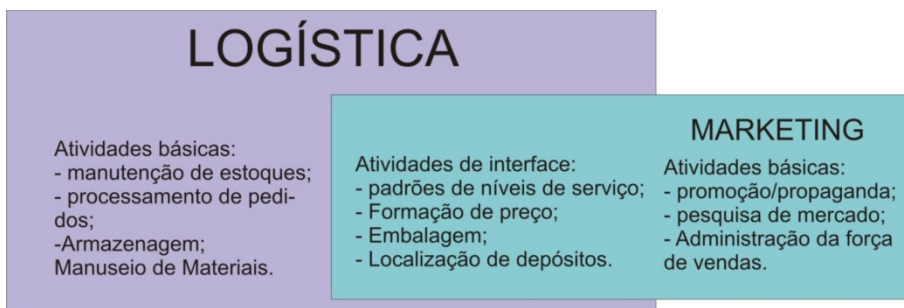 LOGÍSTICA
Atividades básicas:
- manutenção de estoques;
- processamento de pedi-
dos;
-Armazenagem;
Manuseio de Materiais.
Atividades de interface:
- padrões de níveis de serviço;
- Formação de preço;
- Embalagem;
- Localização de depósitos.
MARKETING
Atividades básicas:
- promoção/propaganda;
- pesquisa de mercado;
- Administração da força
de vendas.